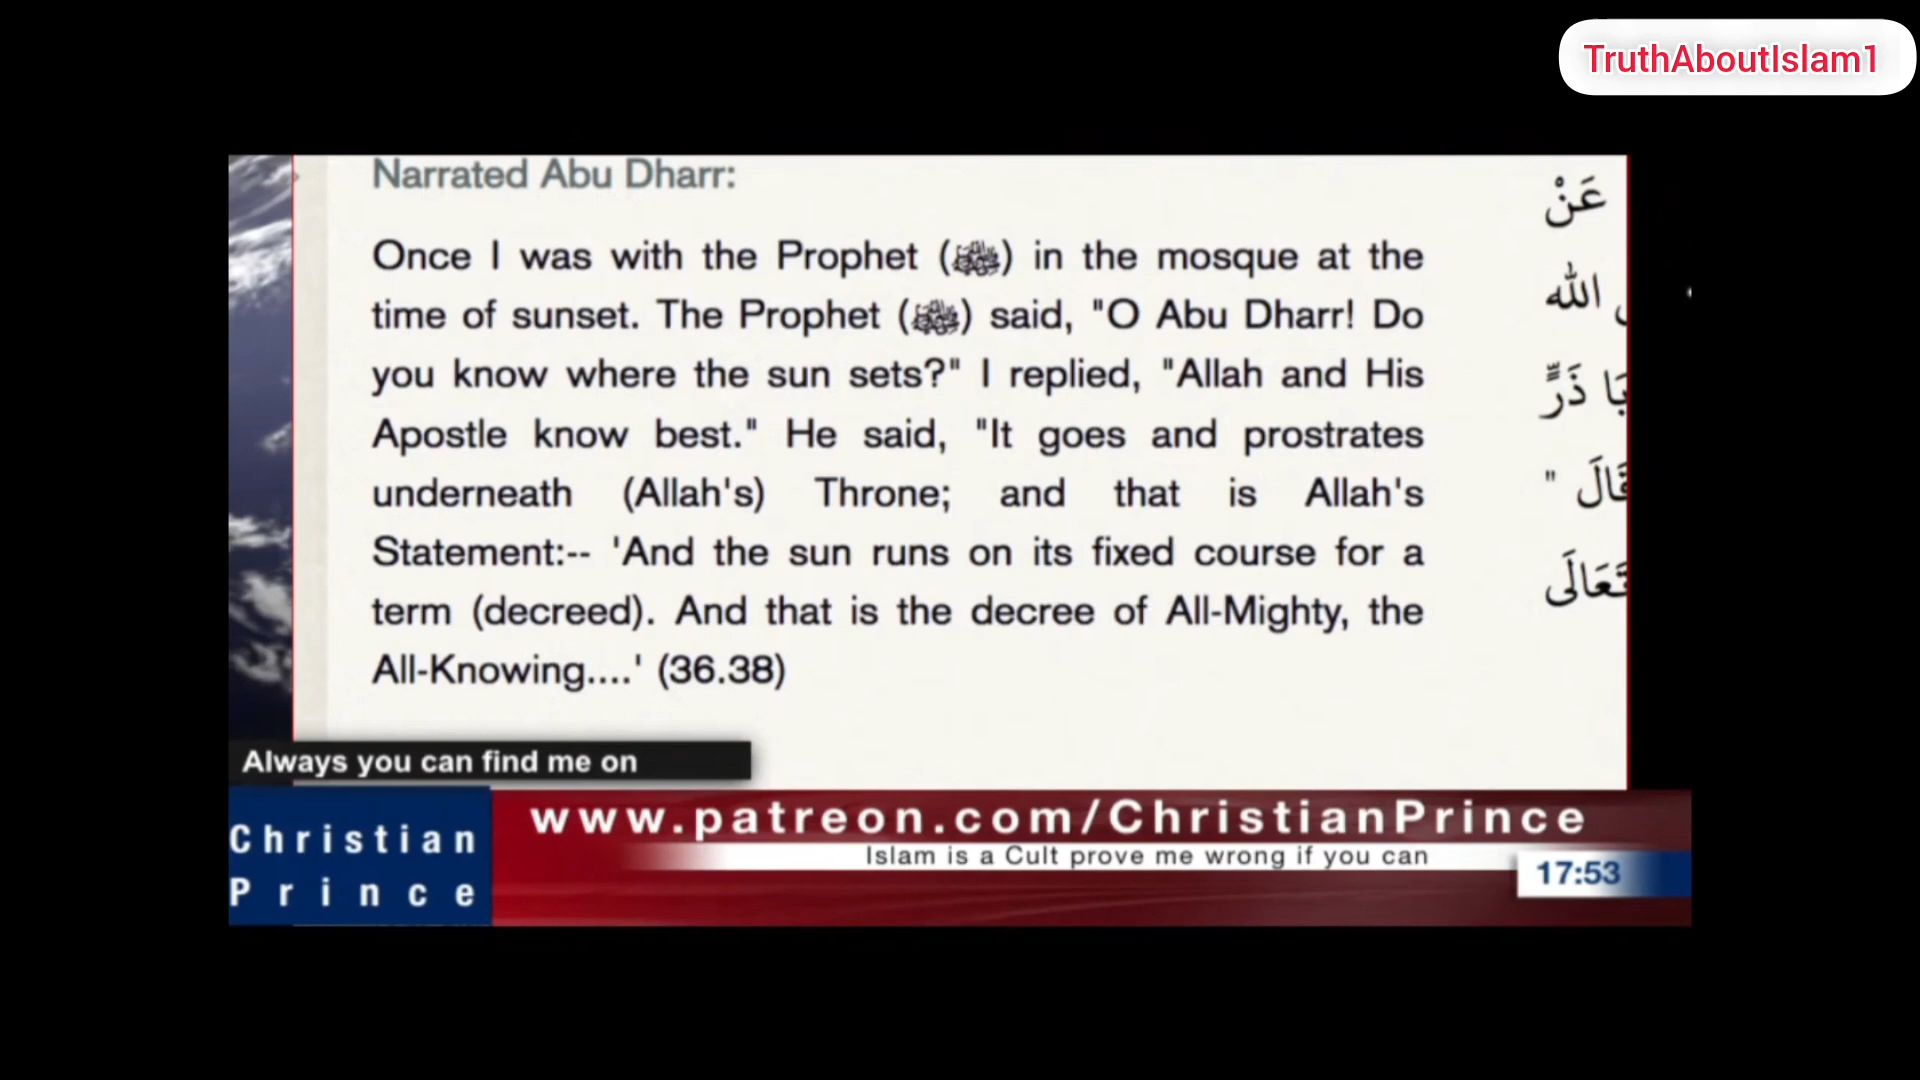 TruthAboutIslam1
Narrated Abu Dharr:
Once I was with the Prophet (ﷺ) in the mosque at the
time of sunset. The Prophet (ﷺ) said, "O Abu Dharr! Do
you know where the sun sets?" I replied, "Allah and His
Apostle know best." He said, "It goes and prostrates
underneath (Allah's) Throne; and that is Allah's
Statement:-- 'And the sun runs on its fixed course for a
term (decreed). And that is the decree of All-Mighty, the
All-Knowing....' (36.38)
عَنْ
الله
ذَرٍّ
قَالَ "
تَعَالَى
Always you can find me on
www.patreon.com/ChristianPrince
Christian
Prince
Islam is a Cult prove me wrong if you can
17:53